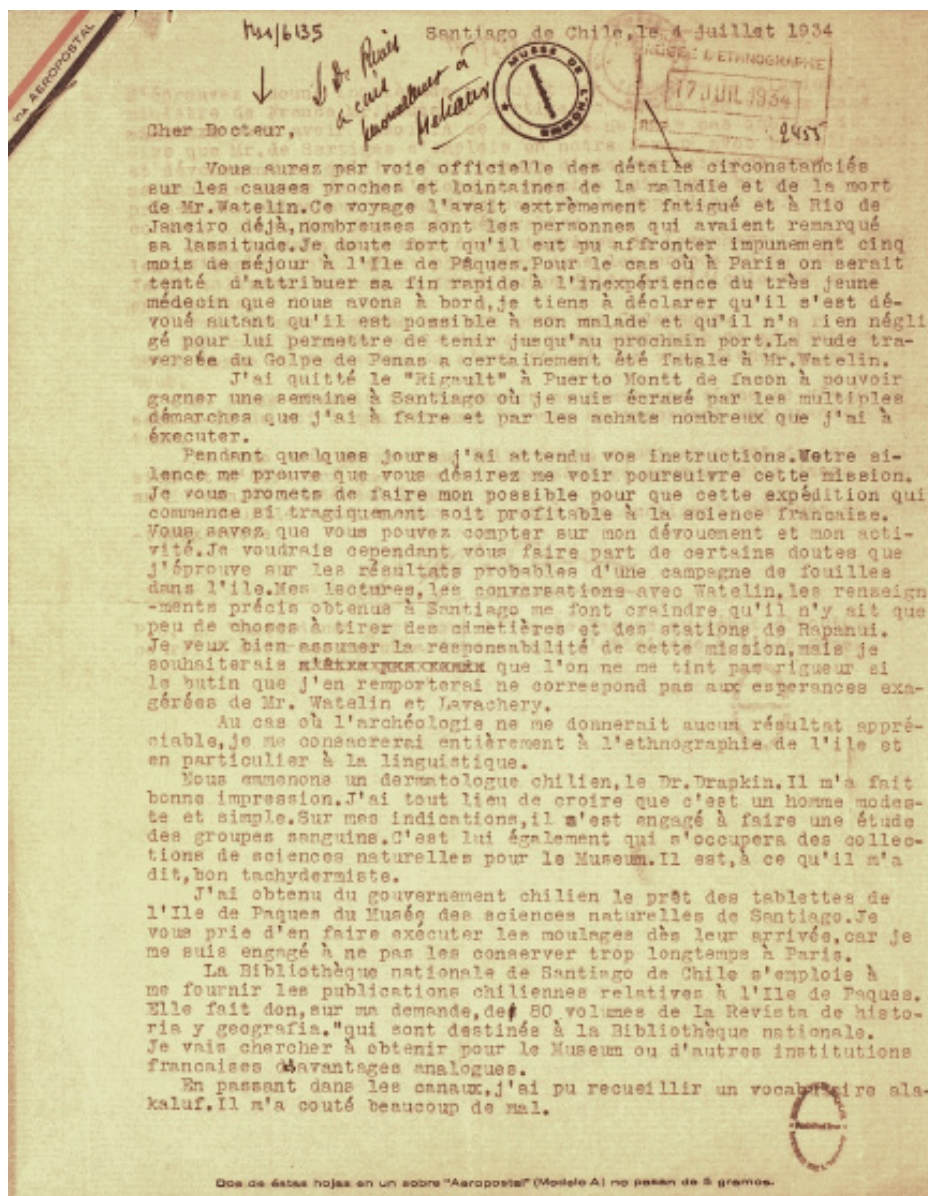 VIA AEROPOSTAL
Santiago de Chile, le 4 juillet 1934
MUSÉE DE L'HOMME
MUSÉE D'ETHNOGRAPHIE
17 JUIL 1934
2455
Cher Docteur,
Vous aurez par voie officielle des détails circonstanciés
sur les causes proches et lointaines de la maladie et de la mort
de Mr.Watelin.Ce voyage l'avait extrèmement fatigué et à Rio de
Janeiro déjà,nombreuses sont les personnes qui avaient remarqué
sa lassitude.Je doute fort qu'il eut pu affronter impunement cinq
mois de séjour à l'Ile de Pâques.Pour le cas où à Paris on serait
tenté d'attribuer sa fin rapide à l'inexpérience du très jeune
médecin que nous avons à bord,je tiens à déclarer qu'il s'est dé-
voué autant qu'il est possible à son malade et qu'il n'a rien négli
gé pour lui permettre de tenir jusqu'au prochain port.La rude tra-
versée du Golpe de Penas a certainement été fatale à Mr.Watelin.
J'ai quitté le "Rigault" à Puerto Montt de facon à pouvoir
gagner une semaine à Santiago où je suis écrasé par les multiples
démarches que j'ai à faire et par les achats nombreux que j'ai à
éxecuter.
Pendant quelques jours j'ai attendu vos instructions.Votre si-
lence me prouve que vous désirez me voir poursuivre cette mission.
Je vous promets de faire mon possible pour que cette expédition qui
commence si tragiquement soit profitable à la science francaise.
Vous savez que vous pouvez compter sur mon dévouement et mon acti-
vité.Je voudrais cependant vous faire part de certains doutes que
j'éprouve sur les résultats probables d'une campagne de fouilles
dans l'ile.Mes lectures,les conversations avec Watelin,les renseign
-ments précis obtenus à Santiago me font craindre qu'il n'y ait que
peu de choses à tirer des cimetières et des stations de Rapanui.
Je veux bien assumer la responsabilité de cette mission,mais je
souhaiterais que l'on ne me tint pas rigueur si
le butin que j'en remporterai ne correspond pas aux esperances exa-
gérées de Mr. Watelin et Lavachery.
Au cas où l'archéologie ne me donnerait aucun résultat appré-
ciable,je me consacrerai entièrement à l'ethnographie de l'ile et
en particulier à la linguistique.
Nous emmenons un dermatologue chilien,le Dr.Drapkin.Il m'a fait
bonne impression.J'ai tout lieu de croire que c'est un homme modes-
te et simple.Sur mes indications,il s'est engagé à faire une étude
des groupes sanguins.C'est lui également qui s'occupera des collec-
tions de sciences naturelles pour le Museum.Il est,à ce qu'il m'a
dit,bon tachydermiste.
J'ai obtenu du gouvernement chilien le prêt des tablettes de
l'Ile de Paques du Musée des sciences naturelles de Santiago.Je
vous prie d'en faire exécuter les moulages dès leur arrivée,car je
me suis engagé à ne pas les conserver trop longtemps à Paris.
La Bibliothèque nationale de Santiago de Chile s'emploie à
me fournir les publications chiliennes relatives à l'Ile de Paques.
Elle fait don,sur ma demande,de 80 volumes de La Revista de histo-
ria y geografia."qui sont destinés à la Bibliothèque nationale.
Je vais chercher à obtenir pour le Museum ou d'autres institutions
francaises d'avantages analogues.
En passant dans les canaux,j'ai pu recueillir un vocabulaire ala-
kaluf.Il m'a couté beaucoup de mal.
Dos de éstas hojas en un sobre "Aeropostal" (Modelo A) no pasan de 5 gramos.